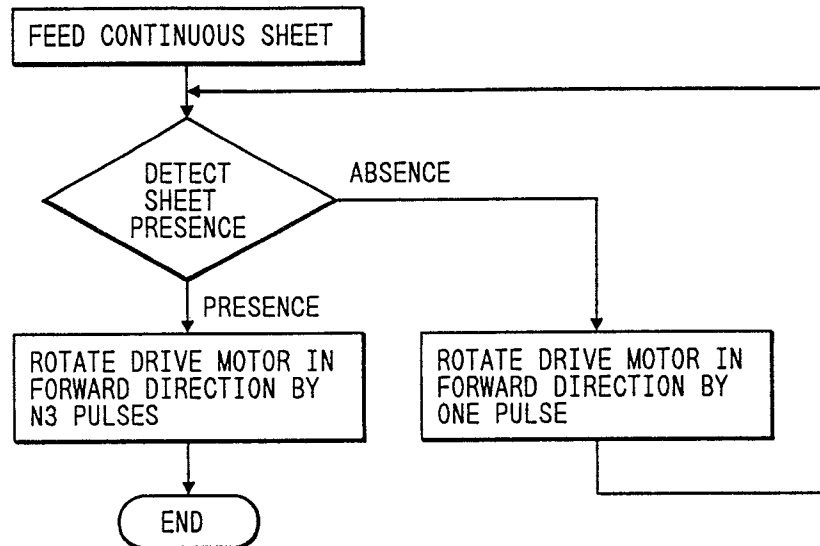 FEED CONTINUOUS SHEET
DETECT
SHEET
PRESENCE
ABSENCE
PRESENCE
ROTATE DRIVE MOTOR IN
FORWARD DIRECTION BY
N3 PULSES
ROTATE DRIVE MOTOR IN
FORWARD DIRECTION BY
ONE PULSE
END